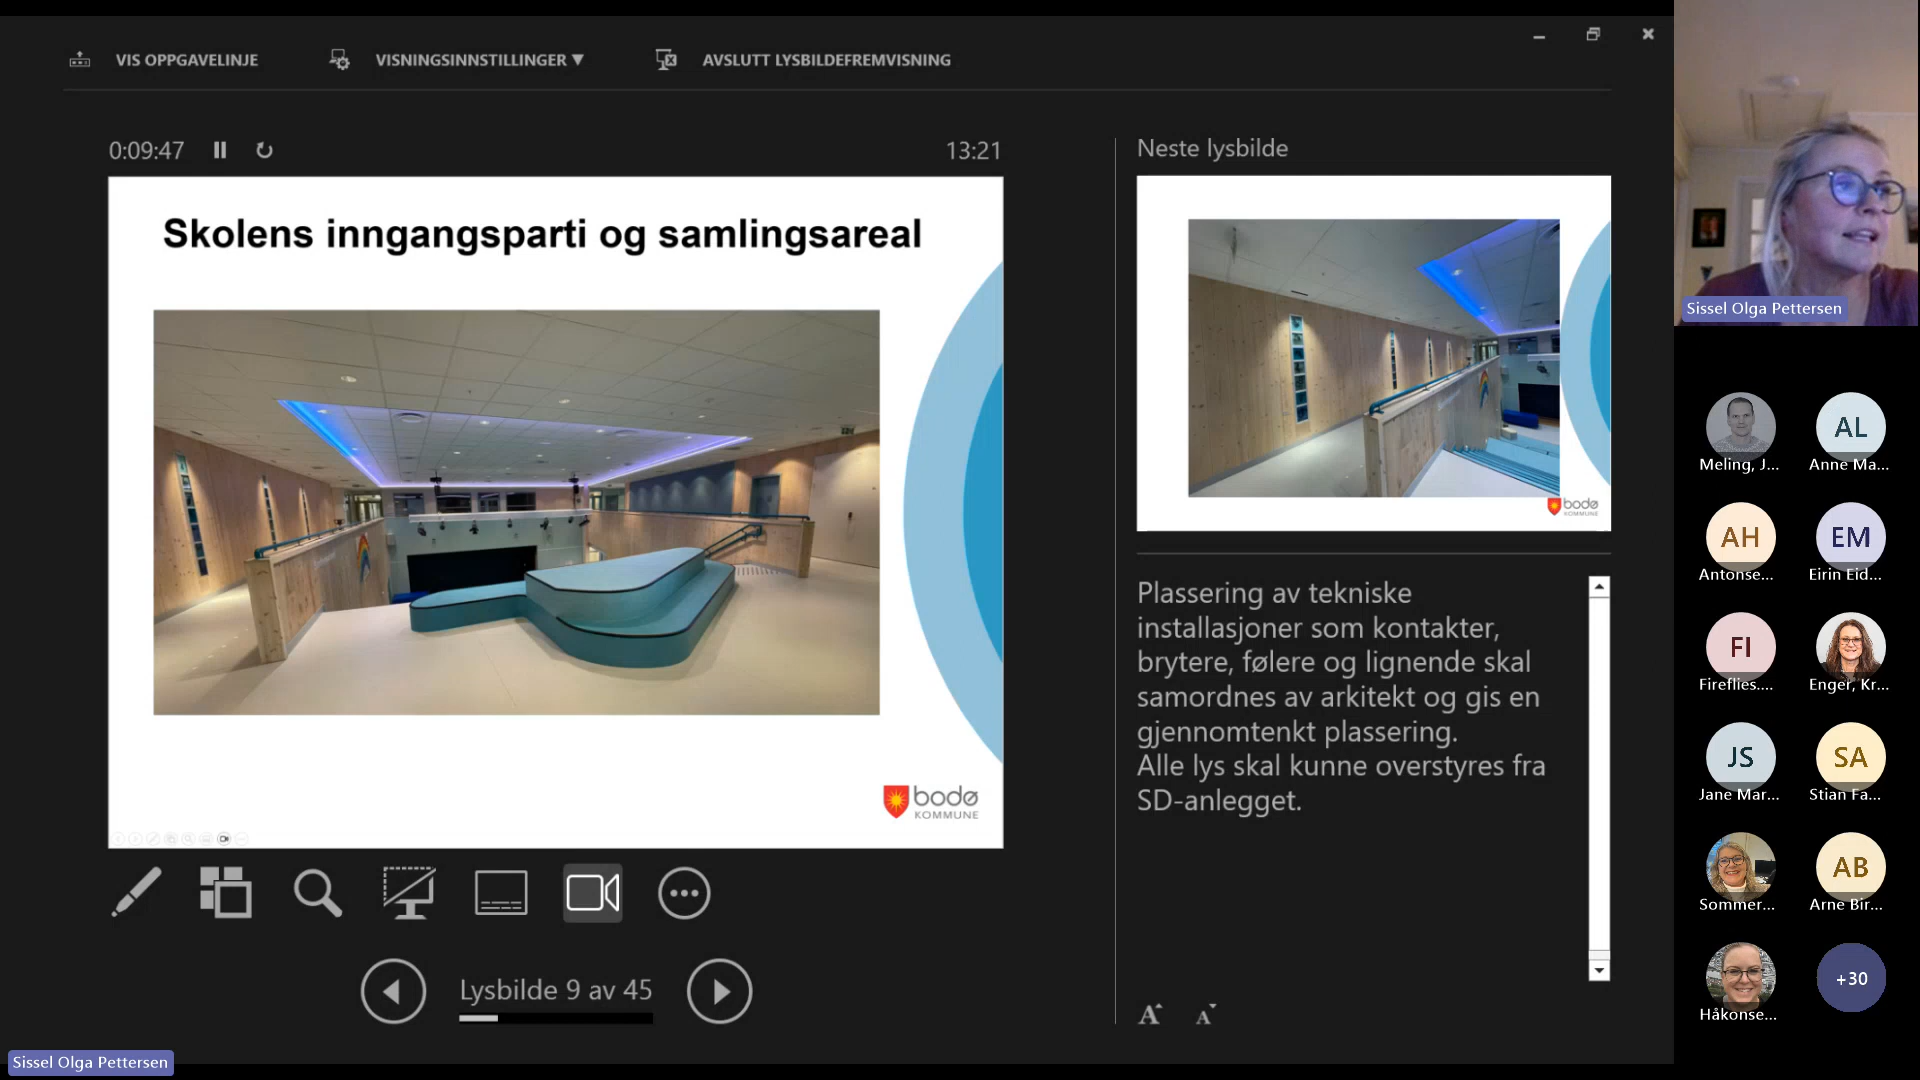 VIS OPPGAVELINJE
VISNINGSINNSTILLINGER ▼
AVSLUTT LYSBILDEFREMVISNING
0:09:47
13:21
Skolens inngangsparti og samlingsareal
bodø
KOMMUNE
Lysbilde 9 av 45
Neste lysbilde
bodø
KOMMUNE
Plassering av tekniske
installasjoner som kontakter,
brytere, følere og lignende skal
samordnes av arkitekt og gis en
gjennomtenkt plassering.
Alle lys skal kunne overstyres fra
SD-anlegget.
A A
Sissel Olga Pettersen
Meling, J...
AL
Anne Ma...
AH
Antonse...
EM
Eirin Eid...
FI
Fireflies....
Enger, Kr...
JS
Jane Mar...
SA
Stian Fa...
Sommer...
AB
Arne Bir...
Håkonse...
+30
Sissel Olga Pettersen